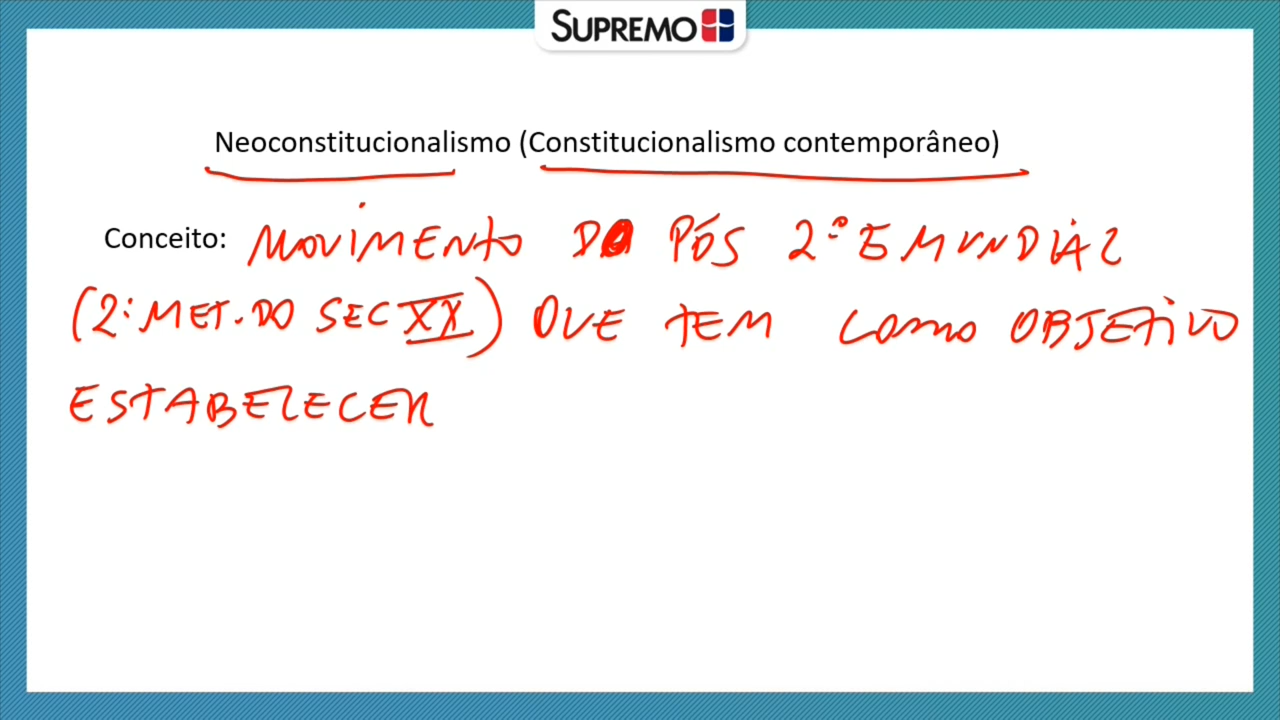 SUPREMO
Neoconstitucionalismo (Constitucionalismo contemporâneo)
Conceito: MOVIMENTO DO PÓS 2º G MUNDIAL
(2ª MET. DO SEC XX) QUE TEM COMO OBJETIVO
ESTABELECER